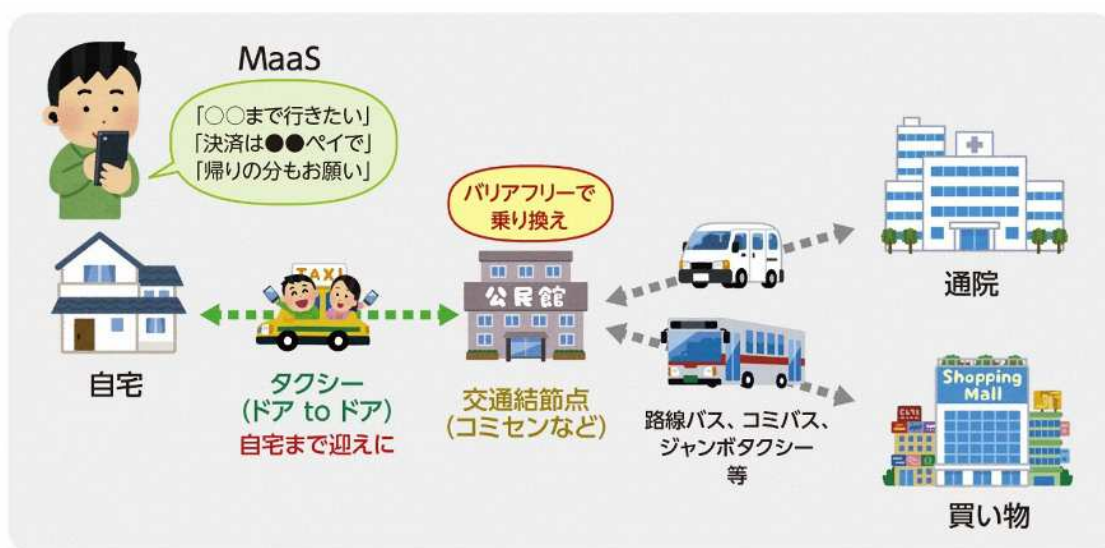 MaaS
「○○まで行きたい」
「決済は●●ペイで」
「帰りの分もお願い」
バリアフリーで
乗り換え
TAXI
公民館
自宅
タクシー
(ドア to ドア)
自宅まで迎えに
交通結節点
(コミセンなど)
路線バス、コミバス、
ジャンボタクシー
等
通院
Shopping
Mall
買い物